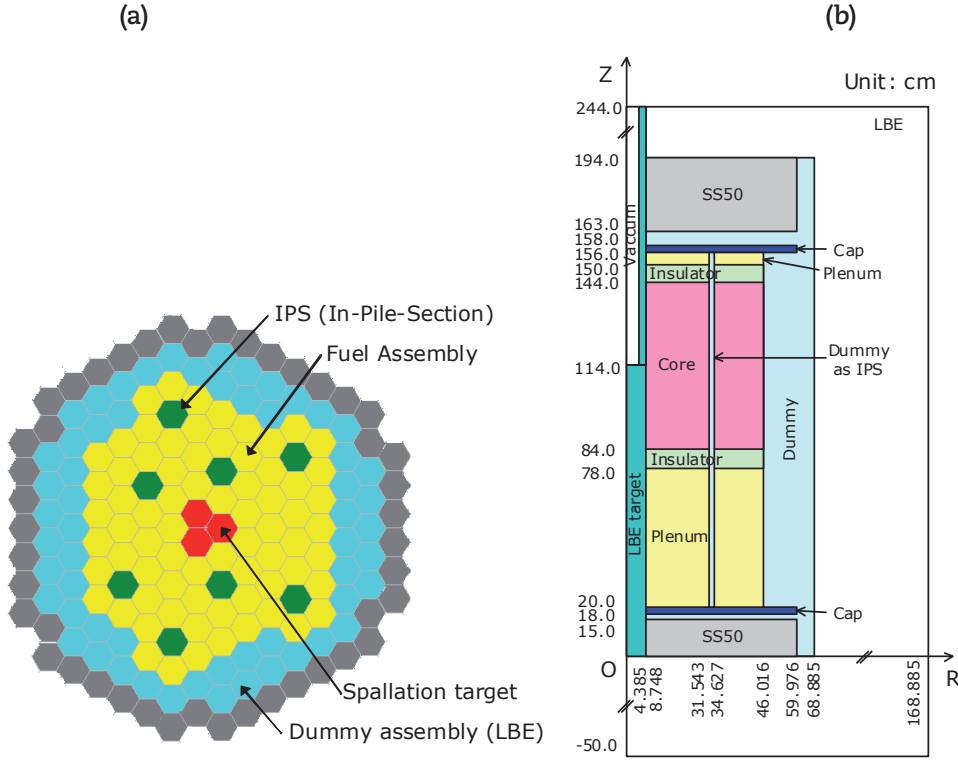 (a)
IPS (In-Pile-Section)
Fuel Assembly
Spallation target
Dummy assembly (LBE)
(b)
Z
Unit: cm
244.0
LBE
194.0
SS50
163.0
158.0
Cap
156.0
Plenum
150.0
Insulator
144.0
Vaccum
Dummy
as IPS
114.0
Core
Dummy
84.0
Insulator
78.0
LBE target
Plenum
20.0
Cap
18.0
15.0
SS50
O
R
4.385
8.748
31.543
34.627
46.016
59.976
68.885
168.885
-50.0